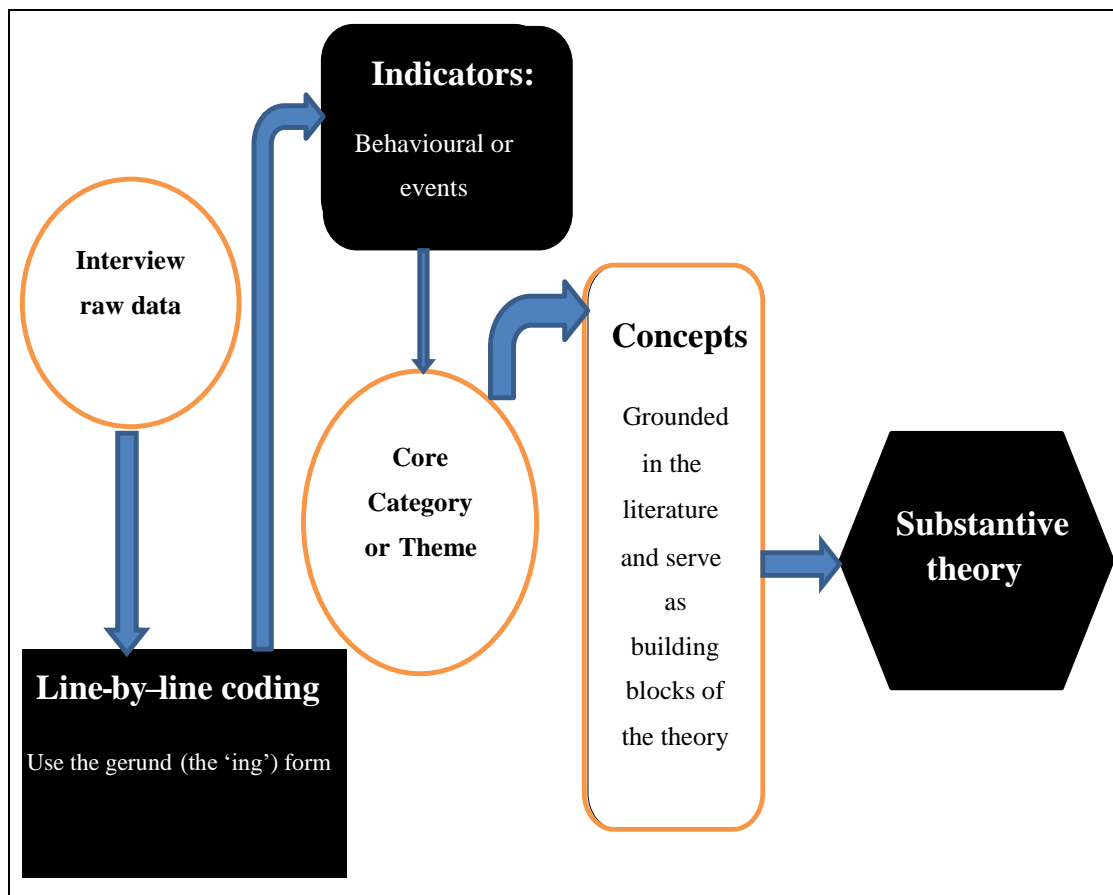 Interview
raw data
Line-by–line coding
Use the gerund (the ‘ing’) form
Indicators:
Behavioural or
events
Core
Category
or Theme
Concepts
Grounded
in the
literature
and serve
as
building
blocks of
the theory
Substantive
theory